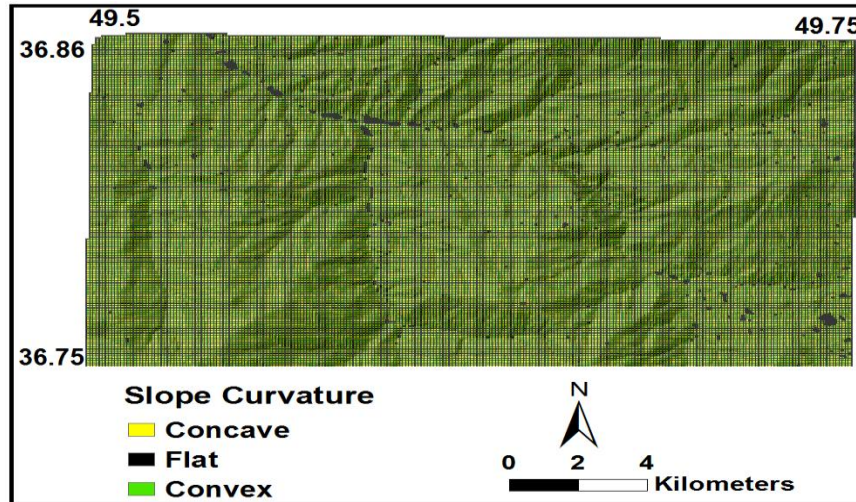 49.5
49.75
36.86
36.75
Slope Curvature
Concave
Flat
Convex
N
0 2 4
Kilometers